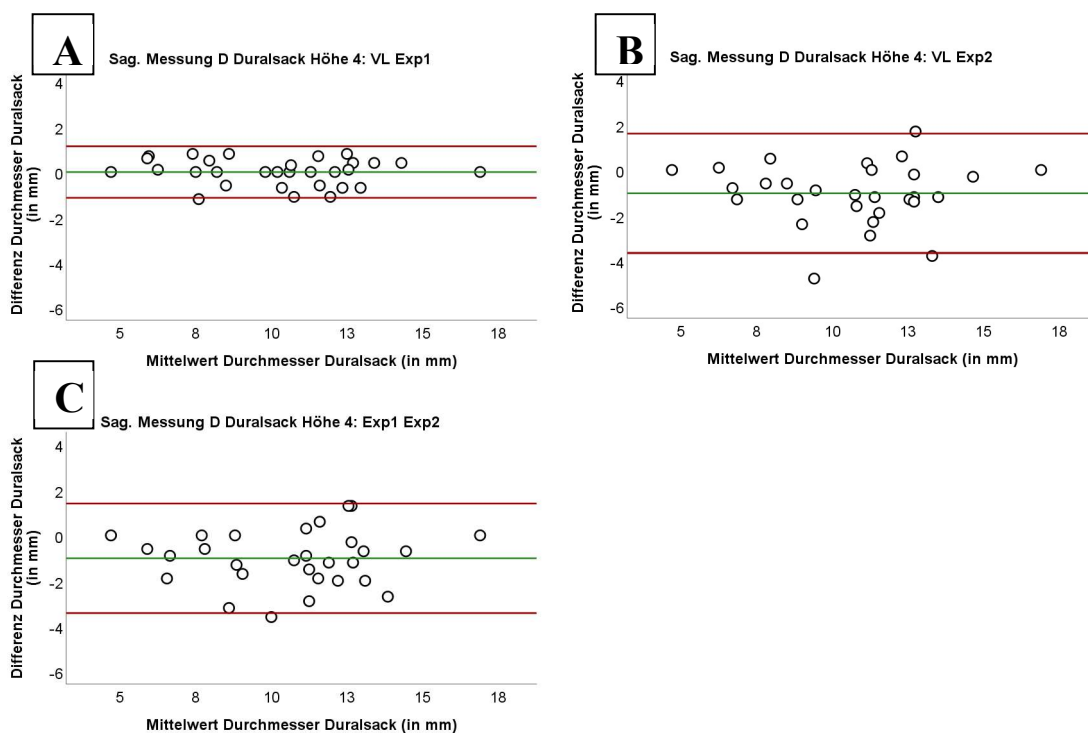 A
Sag. Messung D Duralsack Höhe 4: VL Exp1
Differenz Durchmesser Duralsack
(in mm)
4
2
0
-2
-4
-6
5 8 10 13 15 18
Mittelwert Durchmesser Duralsack (in mm)
B
Sag. Messung D Duralsack Höhe 4: VL Exp2
Differenz Durchmesser Duralsack
(in mm)
4
2
0
-2
-4
-6
5 8 10 13 15 18
Mittelwert Durchmesser Duralsack (in mm)
C
Sag. Messung D Duralsack Höhe 4: Exp1 Exp2
Differenz Durchmesser Duralsack
(in mm)
4
2
0
-2
-4
-6
5 8 10 13 15 18
Mittelwert Durchmesser Duralsack (in mm)